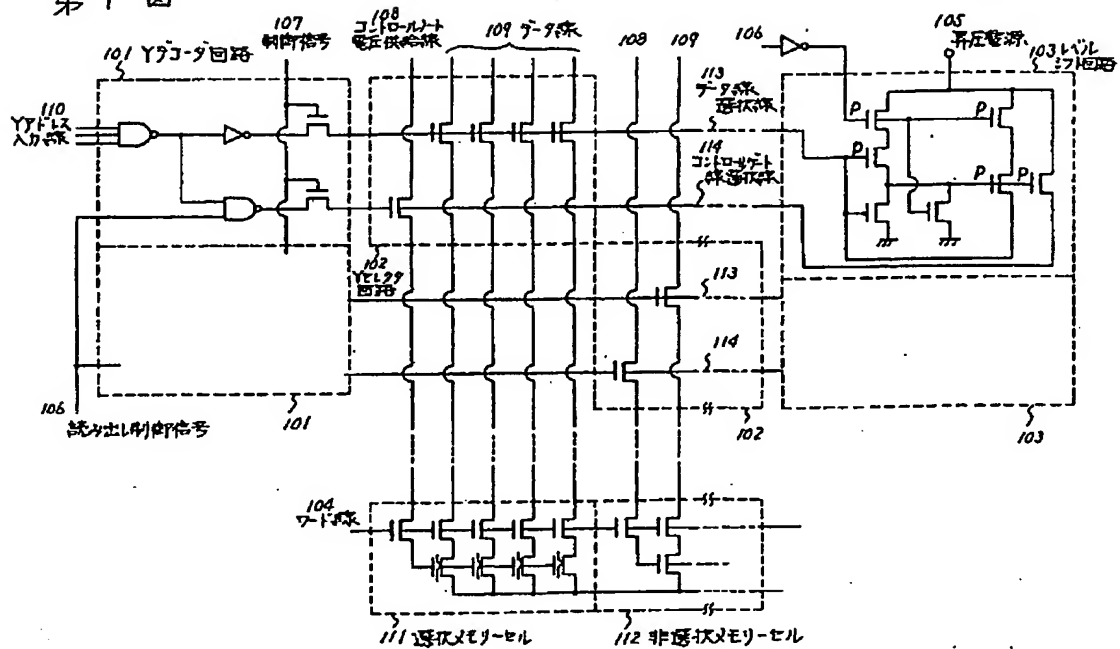 第1図
107
制御信号
108
コントロールゲート
電圧供給線
109 データ線
108
109
106
105
昇圧電源
103 レベル
シフト回路
101 Yデコーダ回路
110
Yアドレス
入力線
113
データ線
選択線
114
コントロールゲート
線選択線
P
P
P
P
P
102
Yセレクタ
回路
113
114
106
読み出し制御信号
101
102
103
104
ワード線
111 選択メモリーセル
112 非選択メモリーセル